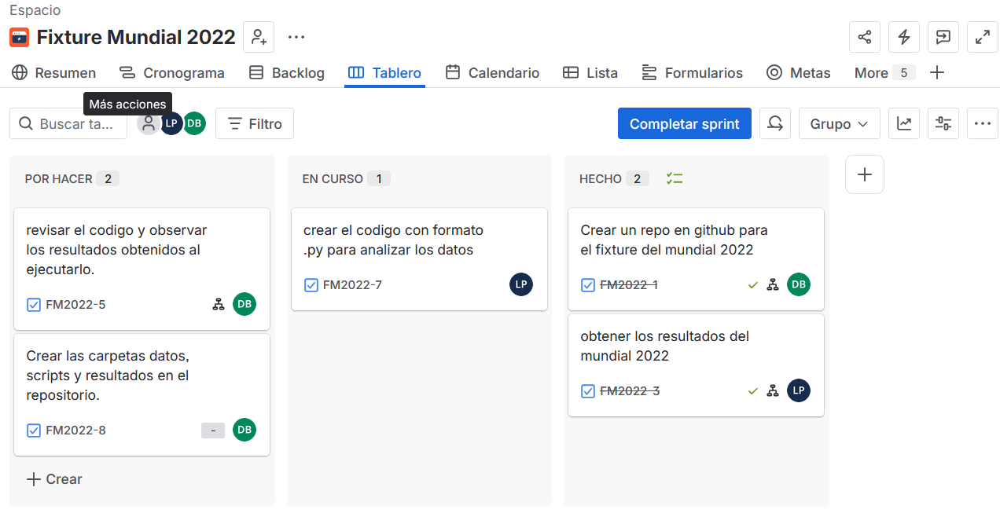 Espacio
Fixture Mundial 2022
Resumen Cronograma Backlog Tablero Calendario Lista Formularios Metas More 5
Más acciones
Buscar ta... LP DB Filtro Completar sprint Grupo
POR HACER 2
revisar el codigo y observar
los resultados obtenidos al
ejecutarlo.
FM2022-5 DB
Crear las carpetas datos,
scripts y resultados en el
repositorio.
FM2022-8 - DB
Crear
EN CURSO 1
crear el codigo con formato
.py para analizar los datos
FM2022-7 LP
HECHO 2
Crear un repo en github para
el fixture del mundial 2022
FM2022-1 DB
obtener los resultados del
mundial 2022
FM2022-3 LP